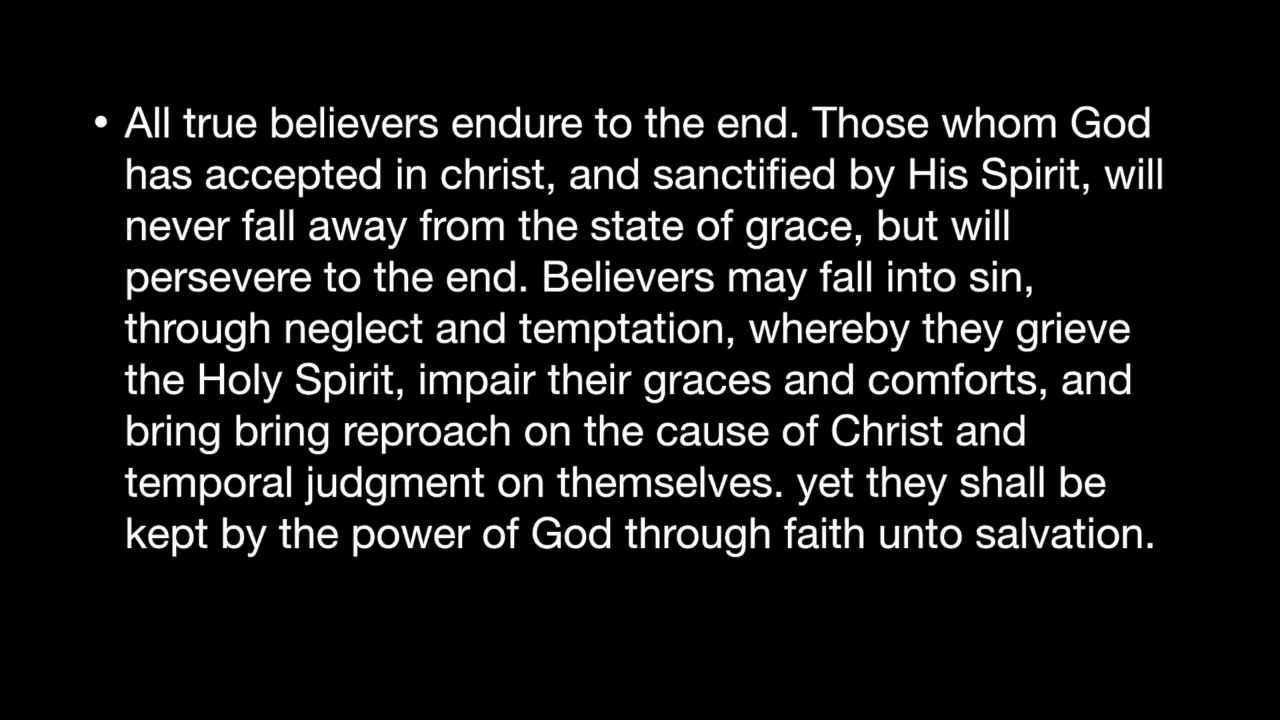 • All true believers endure to the end. Those whom God
has accepted in christ, and sanctified by His Spirit, will
never fall away from the state of grace, but will
persevere to the end. Believers may fall into sin,
through neglect and temptation, whereby they grieve
the Holy Spirit, impair their graces and comforts, and
bring bring reproach on the cause of Christ and
temporal judgment on themselves. yet they shall be
kept by the power of God through faith unto salvation.